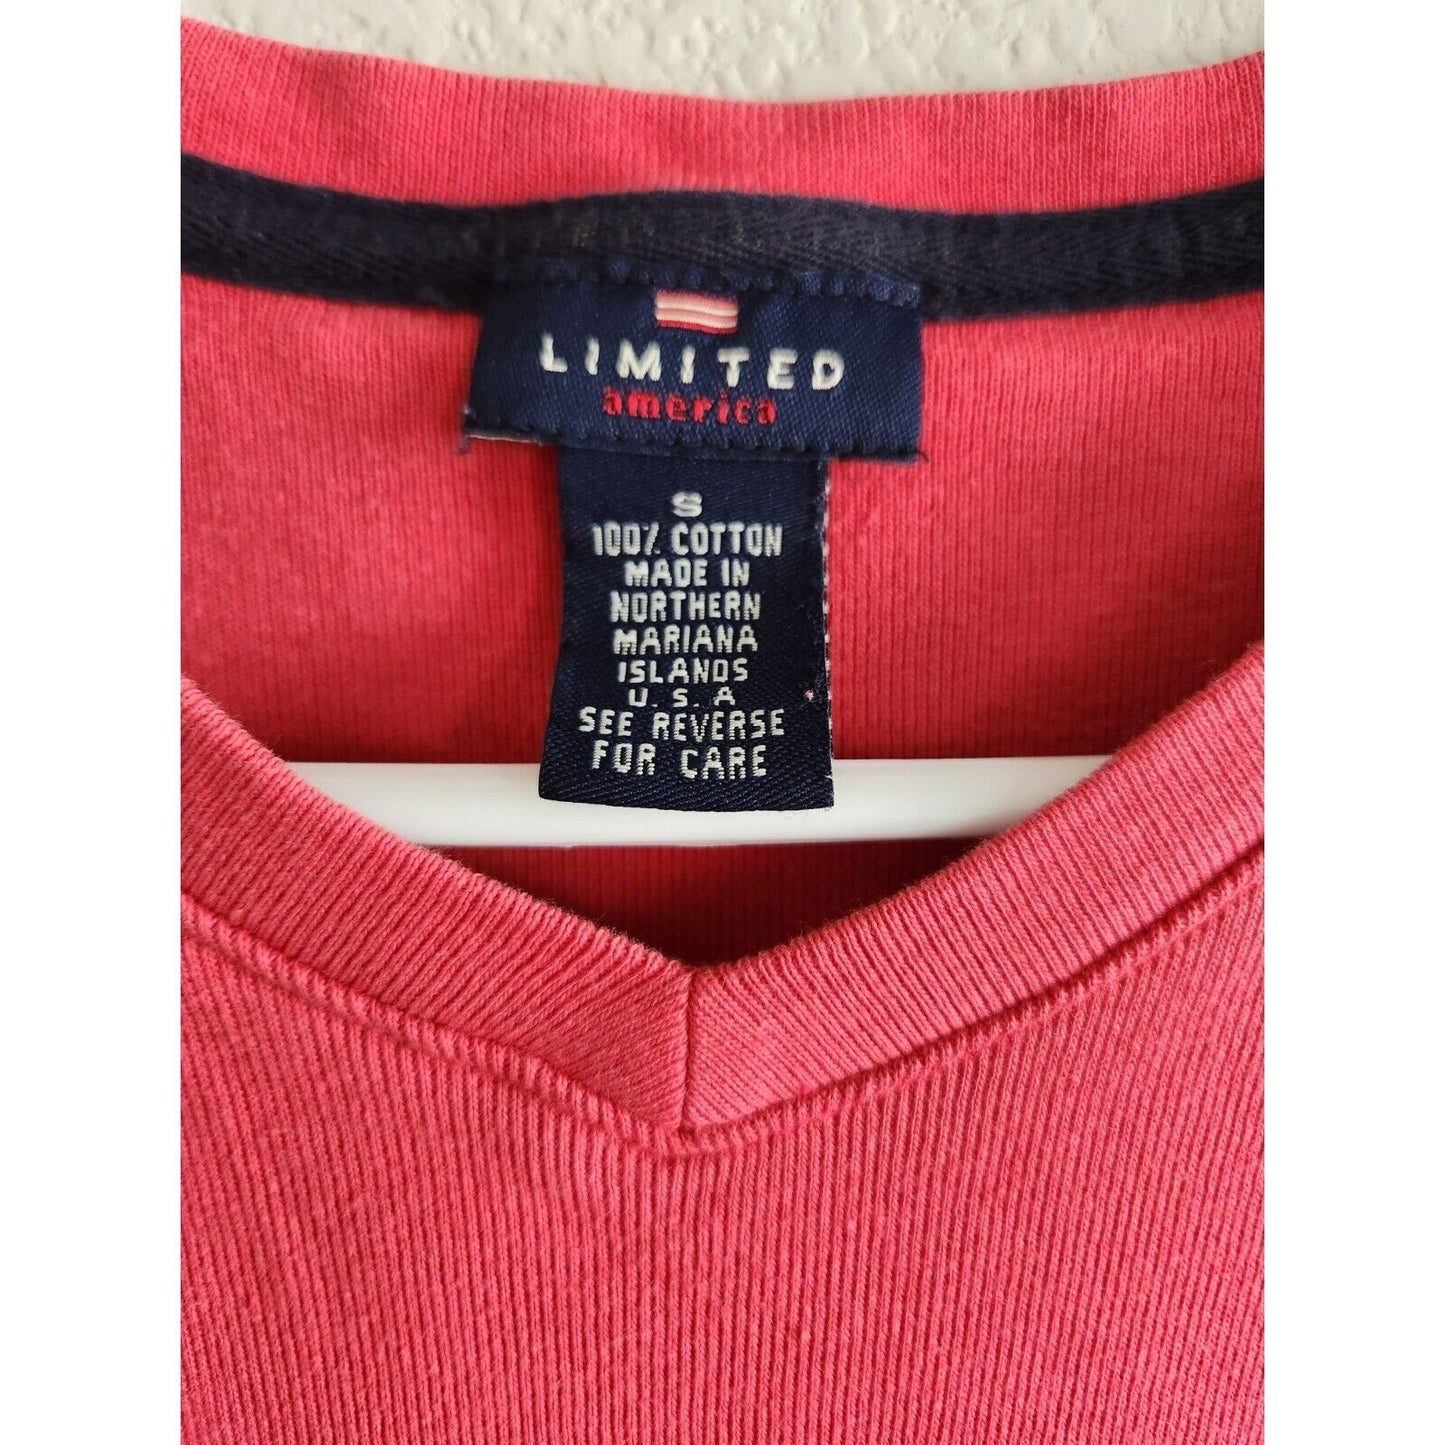 LIMITED
america
S
100% COTTON
MADE IN
NORTHERN
MARIANA
ISLANDS
U.S.A
SEE REVERSE
FOR CARE